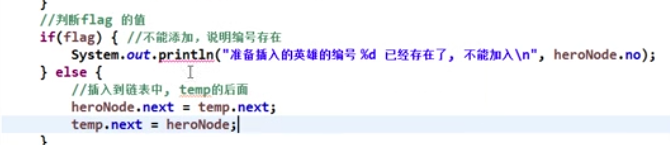 }
//判断flag 的值
if(flag) { //不能添加，说明编号存在
System.out.println("准备插入的英雄的编号 %d 已经存在了, 不能加入\n", heroNode.no);
} else {
//插入到链表中, temp的后面
heroNode.next = temp.next;
temp.next = heroNode;
}